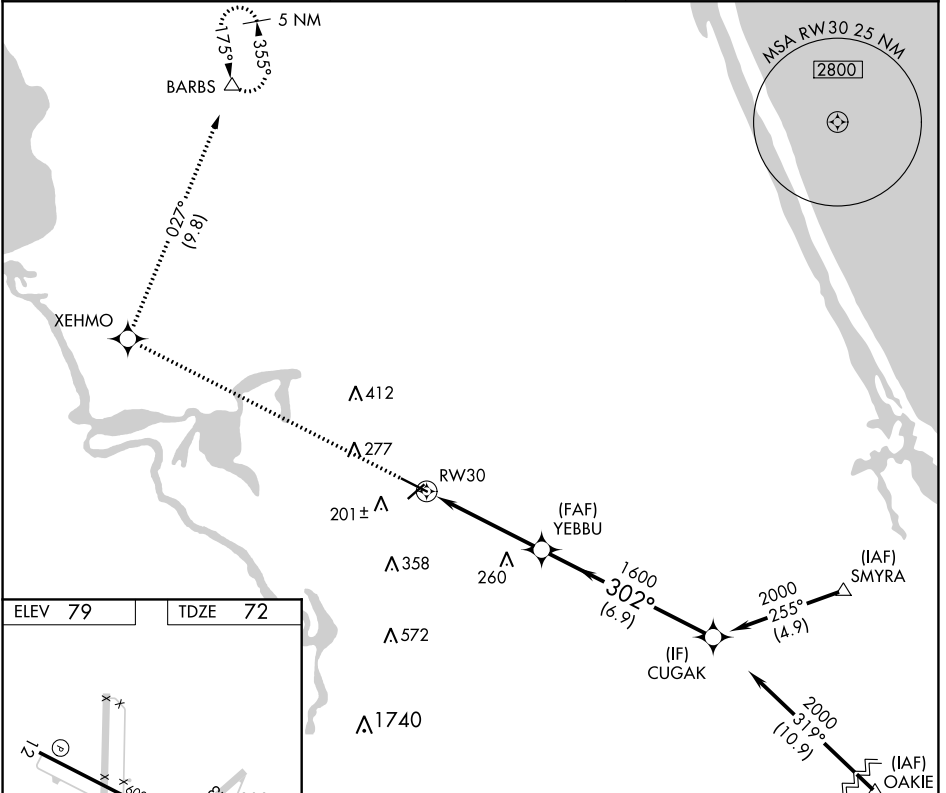 5 NM
175°
355°
BARBS
MSA RW30 25 NM
2800
027°
(9.8)
XEHMO
412
277
RW30
201±
(FAF)
YEBBU
358
260
1600
302°
(6.9)
(IAF)
SMYRA
2000
255°
(4.9)
572
(IF)
CUGAK
1740
2000
319°
(10.9)
(IAF)
OAKIE
ELEV 79
TDZE 72
X X
12
P
X X